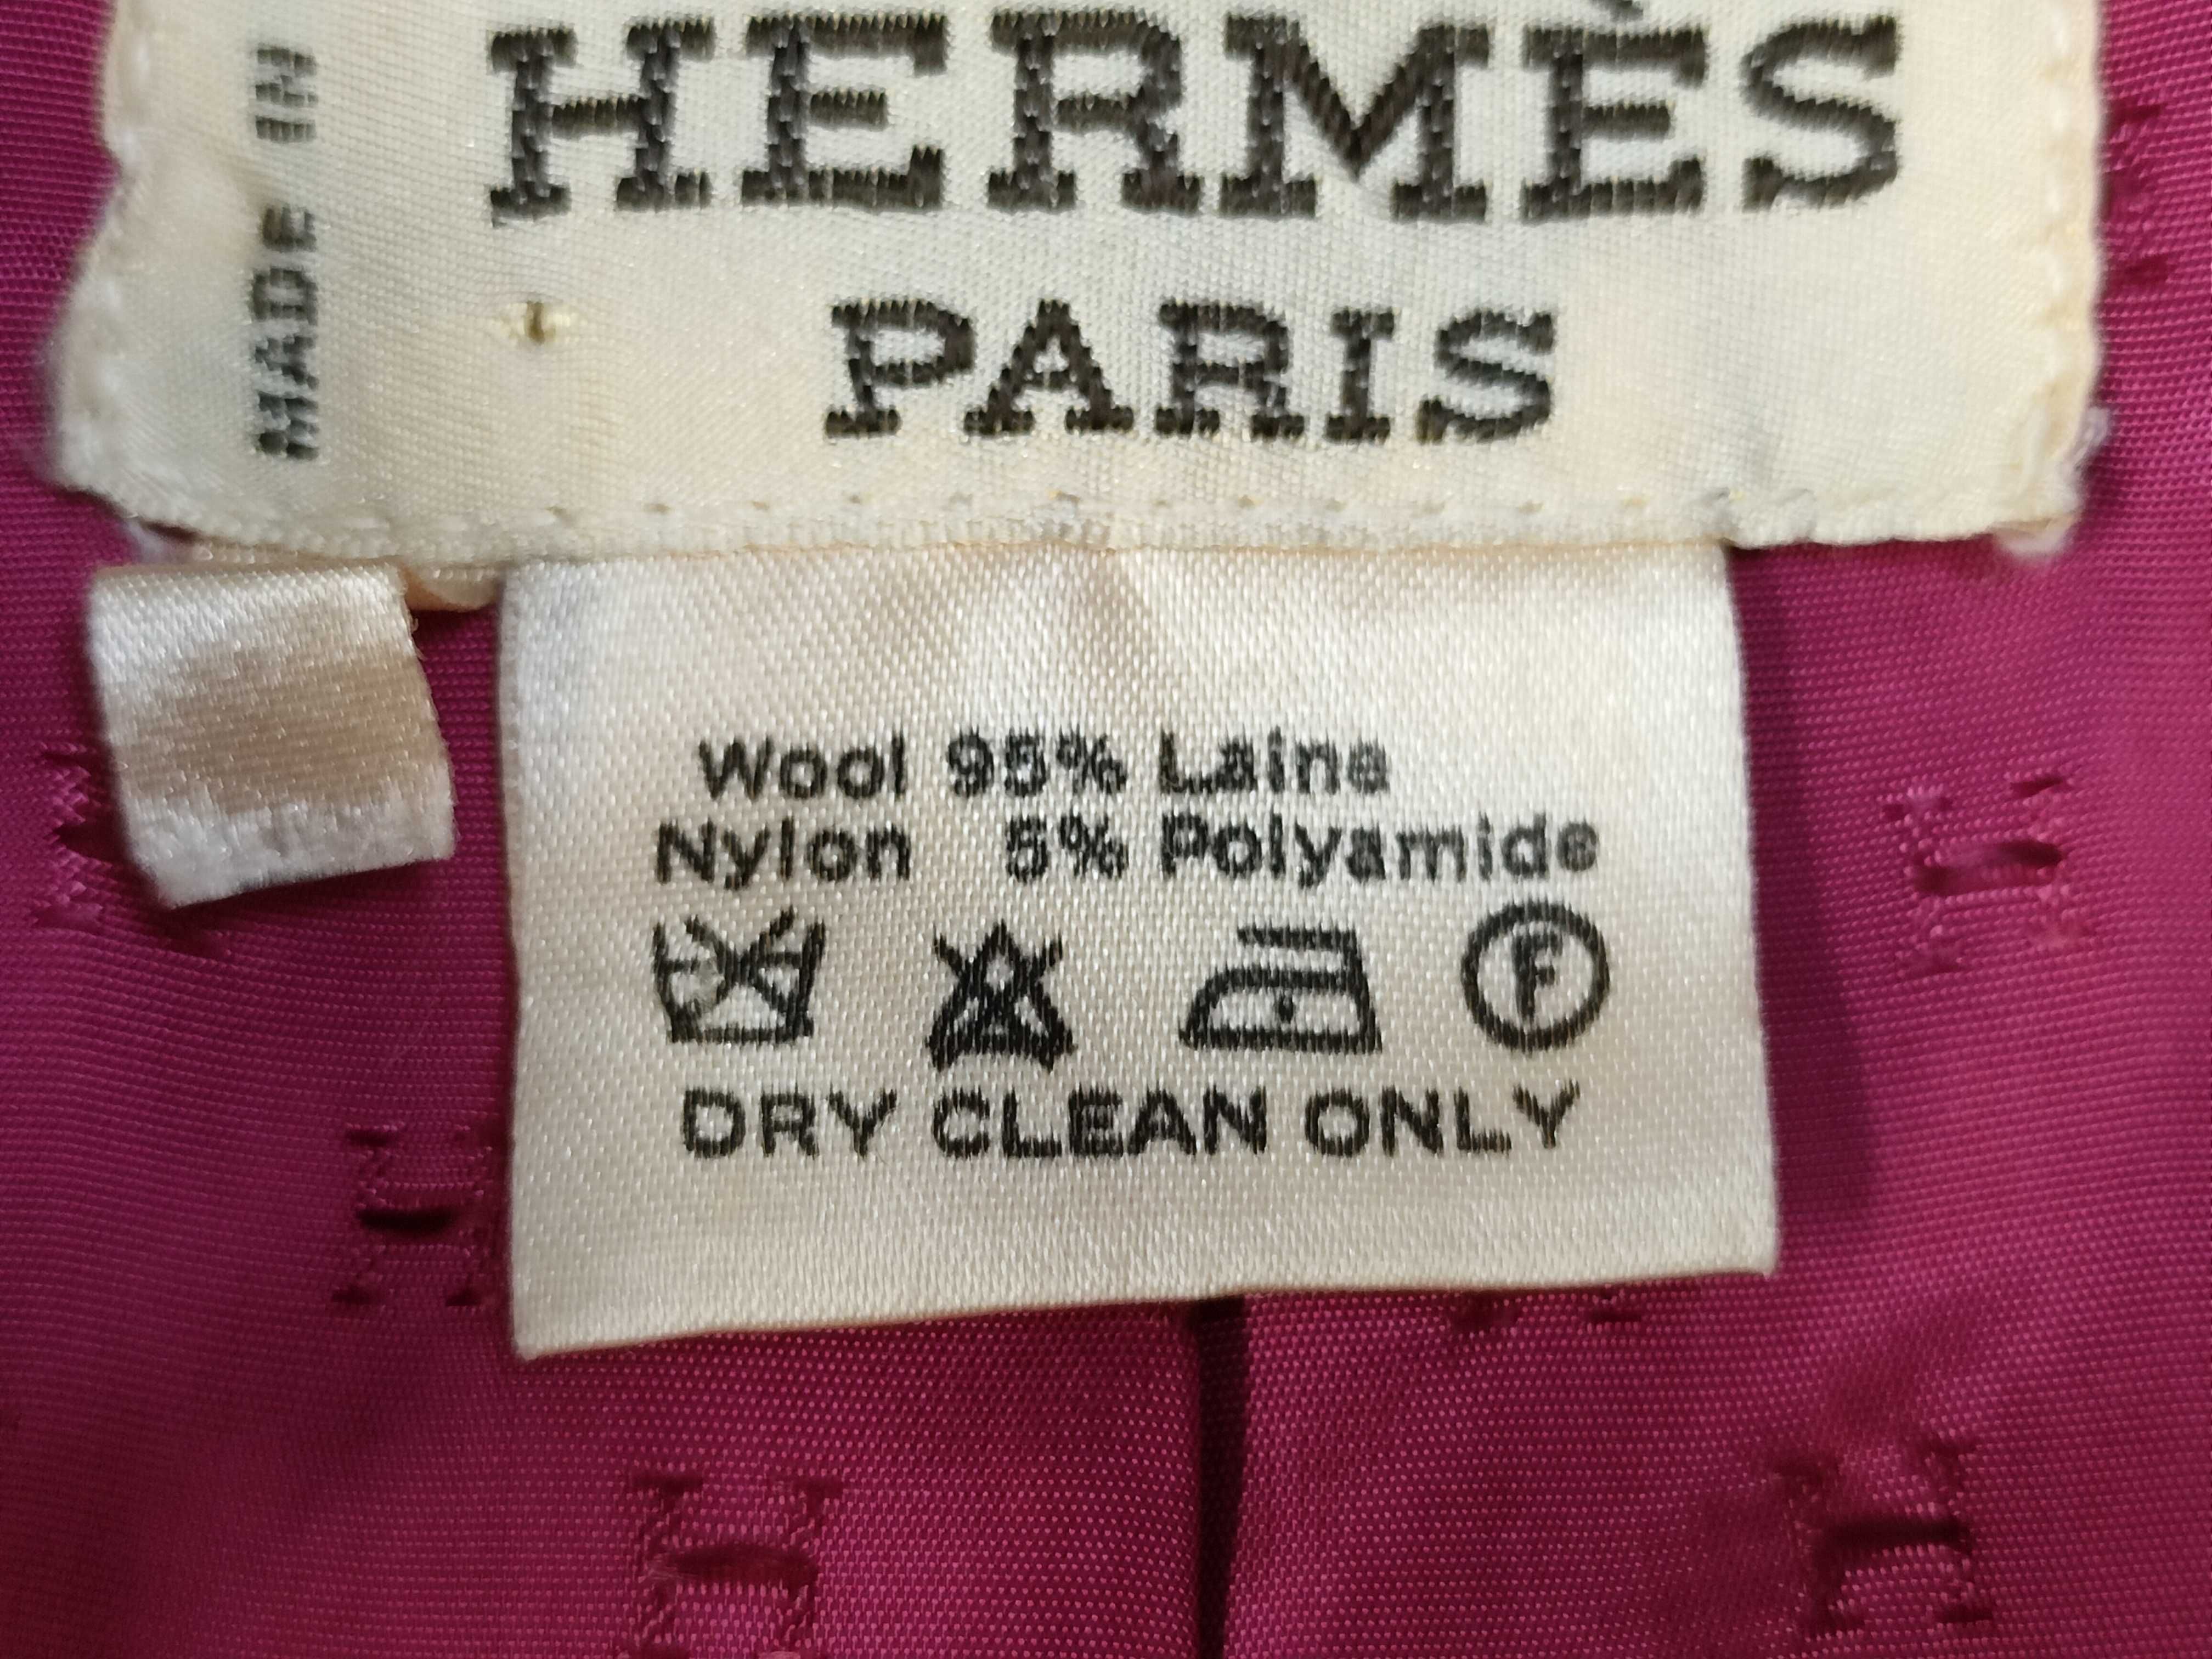 HERMÈS
PARIS
MADE IN
Wool 95% Laine
Nylon 5% Polyamide
F
DRY CLEAN ONLY
H
H
H
H